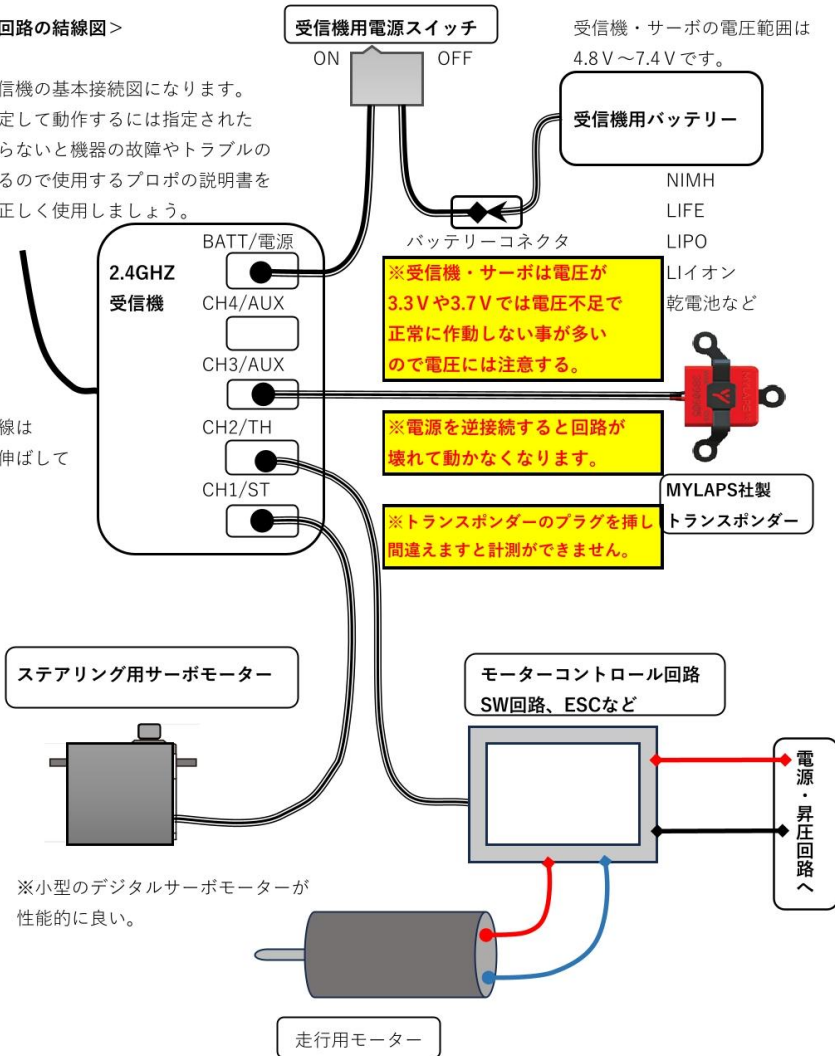 回路の結線図＞
信機の基本接続図になります。
定して動作するには指定された
らないと機器の故障やトラブルの
るので使用するプロポの説明書を
正しく使用しましょう。
受信機用電源スイッチ
ON
OFF
受信機・サーボの電圧範囲は
4.8Ｖ～7.4Ｖです。
受信機用バッテリー
NIMH
LIFE
LIPO
LIイオン
乾電池など
バッテリーコネクタ
2.4GHZ
受信機
BATT/電源
CH4/AUX
CH3/AUX
CH2/TH
CH1/ST
線は
伸ばして
※受信機・サーボは電圧が
3.3Ｖや3.7Ｖでは電圧不足で
正常に作動しない事が多い
ので電圧には注意する。
※電源を逆接続すると回路が
壊れて動かなくなります。
※トランスポンダーのプラグを挿し
間違えますと計測ができません。
MYLAPS社製
トランスポンダー
ステアリング用サーボモーター
※小型のデジタルサーボモーターが
性能的に良い。
モーターコントロール回路
SW回路、ESCなど
電源・昇圧回路へ
走行用モーター